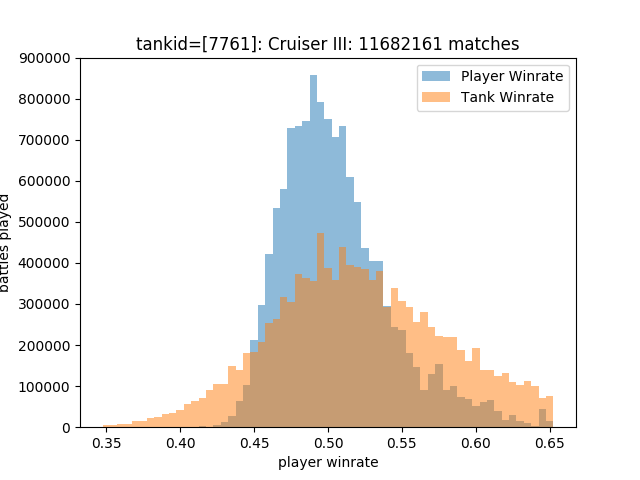 tankid=[7761]: Cruiser III: 11682161 matches
Player Winrate
Tank Winrate
900000
800000
700000
600000
500000
400000
300000
200000
100000
0
battles played
0.35 0.40 0.45 0.50 0.55 0.60 0.65
player winrate